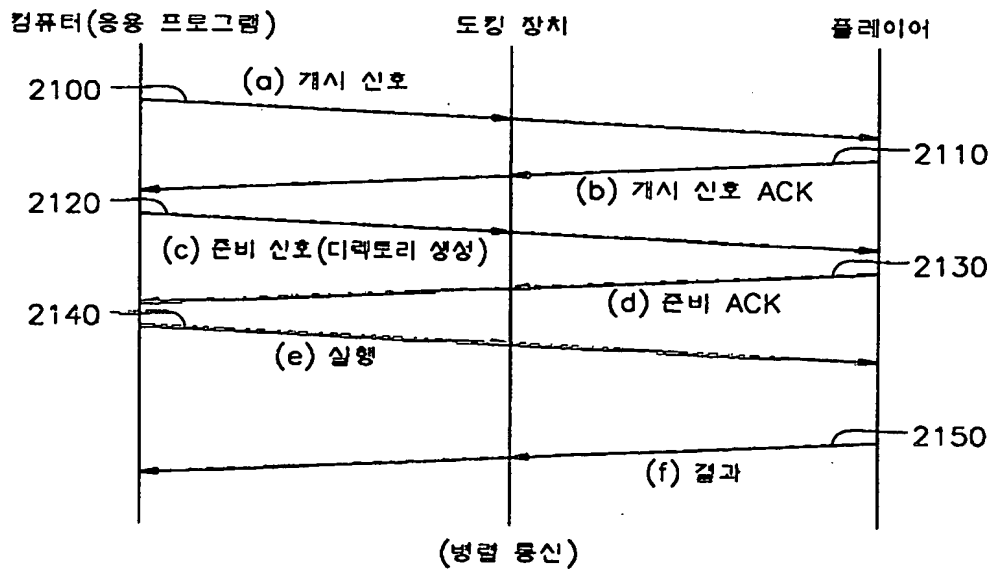 컴퓨터(응용 프로그램) 도킹 장치 플레이어
2100 (a) 개시 신호
2110
(b) 개시 신호 ACK
2120
(c) 준비 신호(디렉토리 생성)
2130
(d) 준비 ACK
2140
(e) 실행
2150
(f) 결과
(병렬 통신)